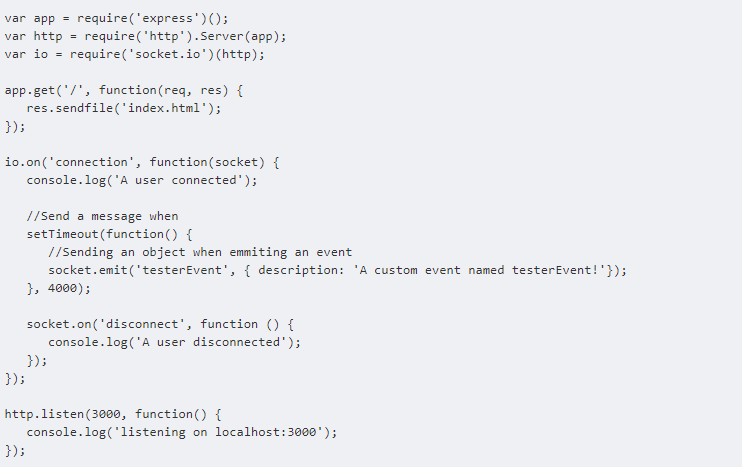 var app = require('express')();
var http = require('http').Server(app);
var io = require('socket.io')(http);

app.get('/', function(req, res) {
   res.sendfile('index.html');
});

io.on('connection', function(socket) {
   console.log('A user connected');

   //Send a message when
   setTimeout(function() {
      //Sending an object when emmiting an event
      socket.emit('testerEvent', { description: 'A custom event named testerEvent!'});
   }, 4000);

   socket.on('disconnect', function () {
      console.log('A user disconnected');
   });
});

http.listen(3000, function() {
   console.log('listening on localhost:3000');
});